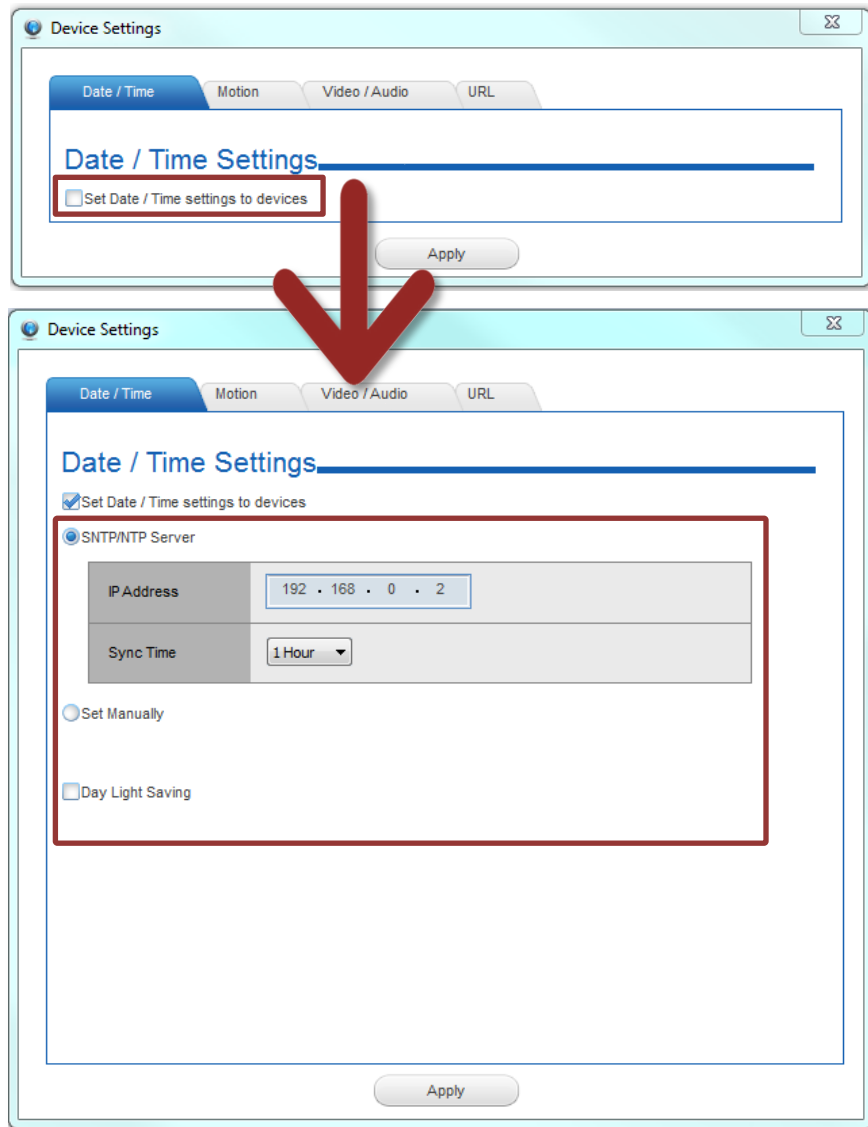 Device Settings
Date / Time Motion Video / Audio URL
Date / Time Settings
Set Date / Time settings to devices
Apply
Device Settings
Date / Time Motion Video / Audio URL
Date / Time Settings
Set Date / Time settings to devices
SNTP/NTP Server
IP Address 192 . 168 . 0 . 2
Sync Time 1 Hour
Set Manually
Day Light Saving
Apply